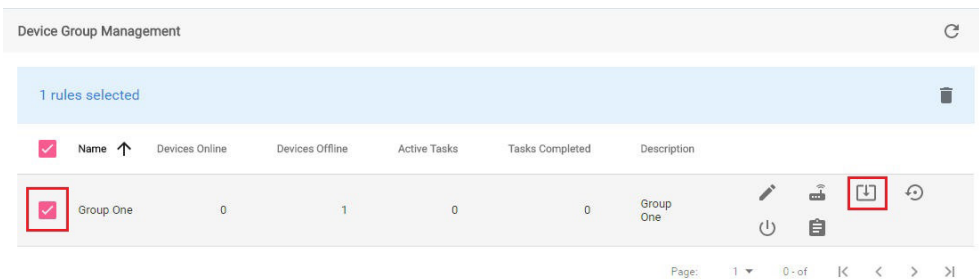 Device Group Management
1 rules selected
Name Devices Online Devices Offline Active Tasks Tasks Completed Description
Group One 0 1 0 0 Group
One
Page: 1 0 - of